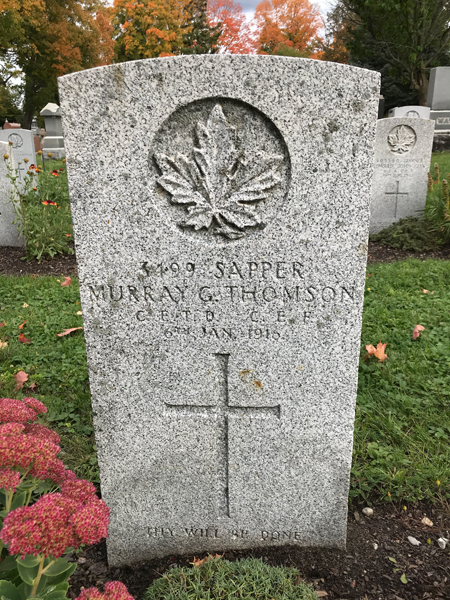 3499 SAPPER
MURRAY G. THOMSON
C.E.T.D. C.E.F.
6TH JAN. 1916
THY WILL BE DONE